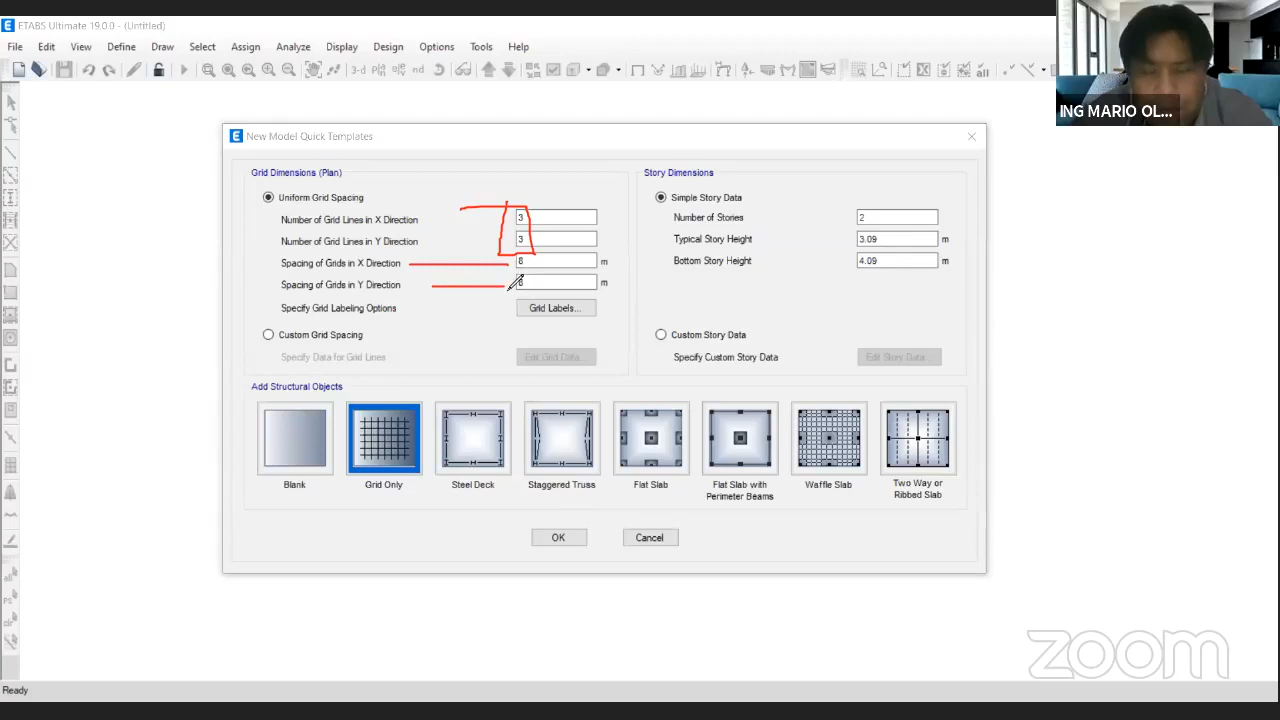 ETABS Ultimate 19.0.0 - (Untitled)
File Edit View Define Draw Select Assign Analyze Display Design Options Tools Help
ING MARIO OL...
New Model Quick Templates
Grid Dimensions (Plan)
Uniform Grid Spacing
Number of Grid Lines in X Direction 3
Number of Grid Lines in Y Direction 3
Spacing of Grids in X Direction 8 m
Spacing of Grids in Y Direction m
Specify Grid Labeling Options Grid Labels...
Custom Grid Spacing
Specify Data for Grid Lines Edit Grid Data...
Story Dimensions
Simple Story Data
Number of Stories 2
Typical Story Height 3.09 m
Bottom Story Height 4.09 m
Custom Story Data
Specify Custom Story Data Edit Story Data...
Add Structural Objects
Blank
Grid Only
Steel Deck
Staggered Truss
Flat Slab
Flat Slab with
Perimeter Beams
Waffle Slab
Two Way or
Ribbed Slab
OK Cancel
zoom
Ready